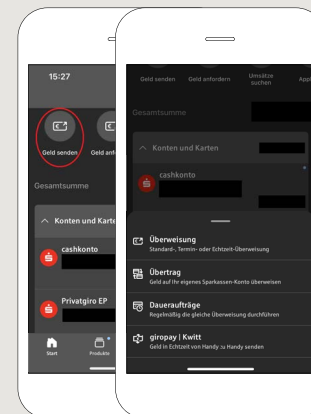 15:27
Geld senden
Geld anf
Gesamtsumme
Konten und Karte
cashkonto
Privatgiro EP
Start
Produkte
Geld senden
Geld anfordern
Umsätze
suchen
Appl
Gesamtsumme
Konten und Karten
cashkonto
Überweisung
Standard-, Termin- oder Echtzeit-Überweisung
Übertrag
Geld auf Ihr eigenes Sparkassen-Konto überweisen
Daueraufträge
Regelmäßig die gleiche Überweisung durchführen
giropay | Kwitt
Geld in Echtzeit von Handy zu Handy senden